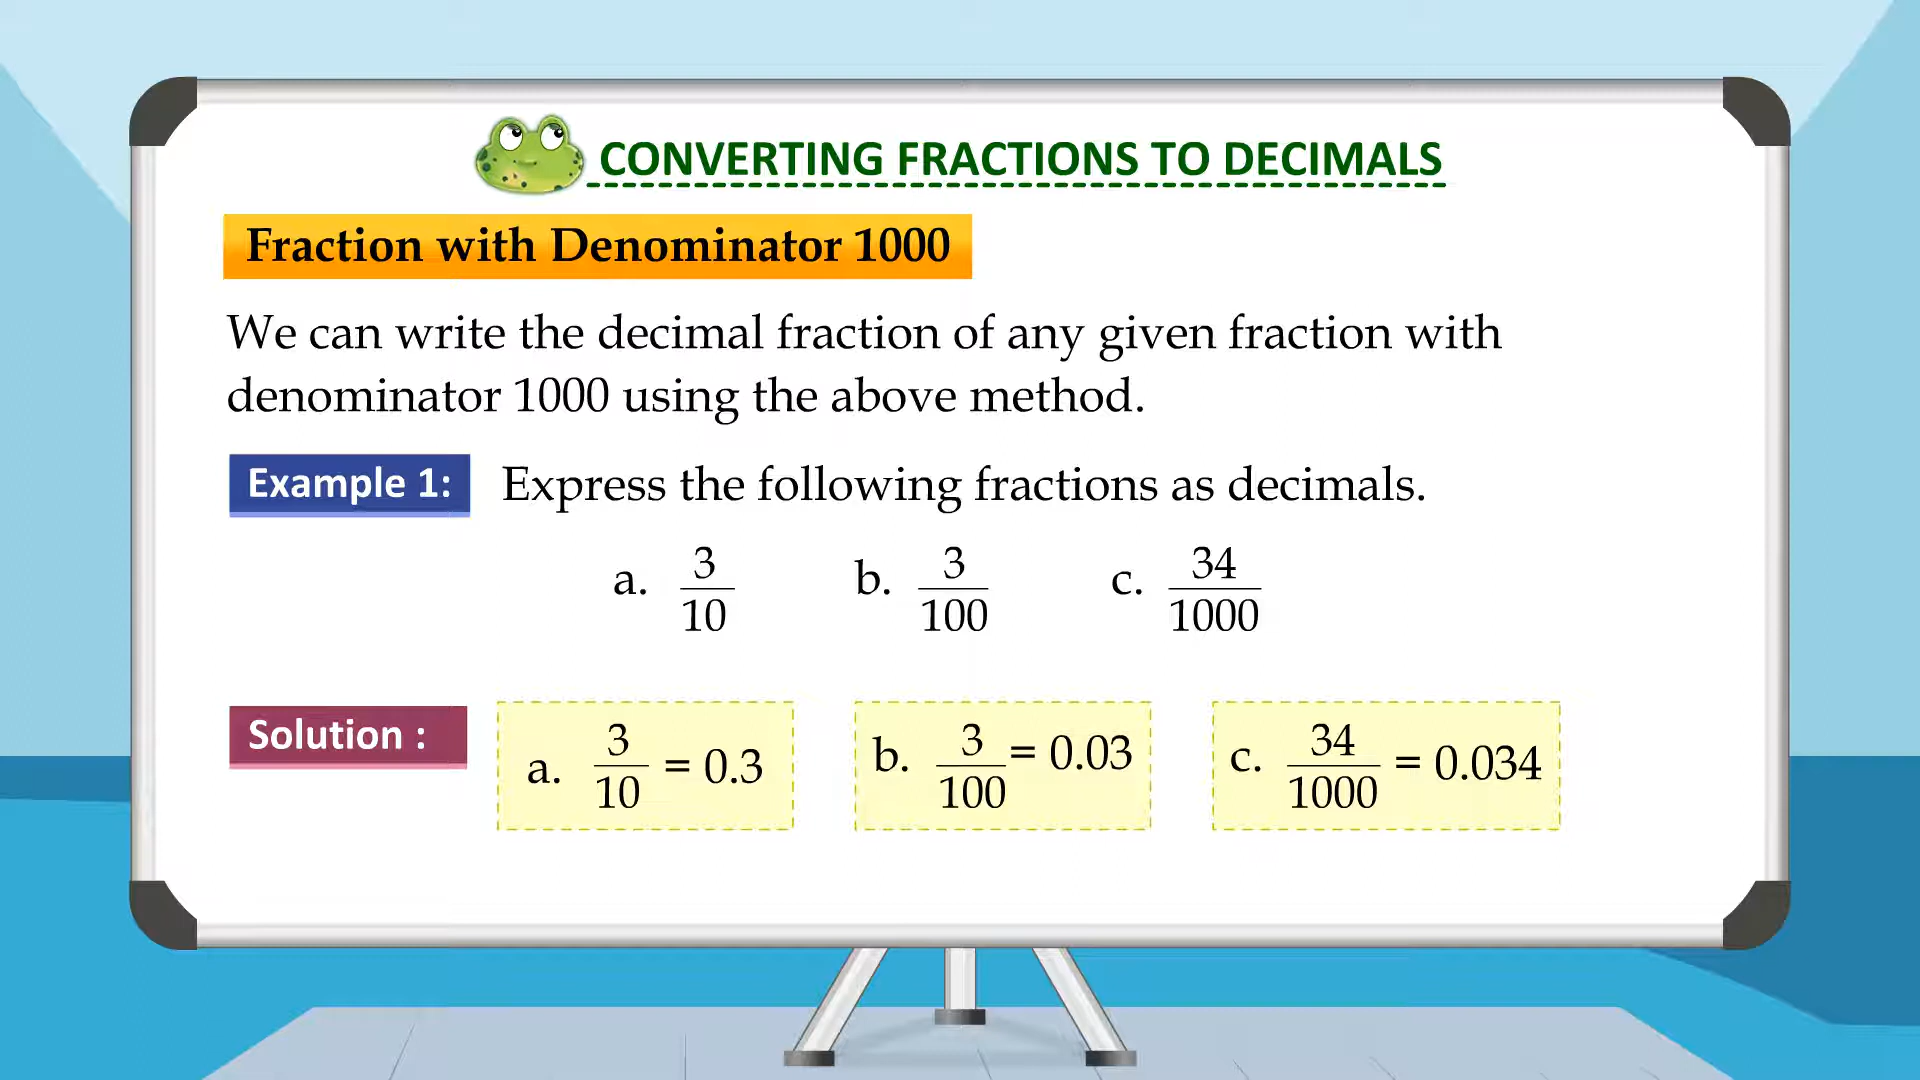 CONVERTING FRACTIONS TO DECIMALS
Fraction with Denominator 1000
We can write the decimal fraction of any given fraction with
denominator 1000 using the above method.
Example 1: Express the following fractions as decimals.
a. 3/10 b. 3/100 c. 34/1000
Solution :
a. 3/10 = 0.3
b. 3/100 = 0.03
c. 34/1000 = 0.034